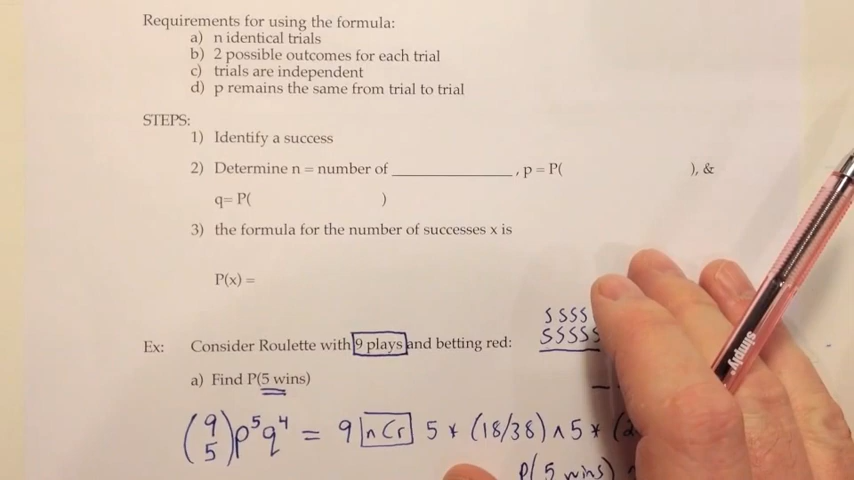 Requirements for using the formula:
a) n identical trials
b) 2 possible outcomes for each trial
c) trials are independent
d) p remains the same from trial to trial
STEPS:
1) Identify a success
2) Determine n = number of ____________, p = P( ), &
q= P( )
3) the formula for the number of successes x is
P(x) =
S S S S
S S S S S
Ex: Consider Roulette with 9 plays and betting red:
a) Find P(5 wins)
(9 5) p^5 q^4 = 9 nCr 5 * (18/38) ^ 5 * (
P(5 wins)
simply